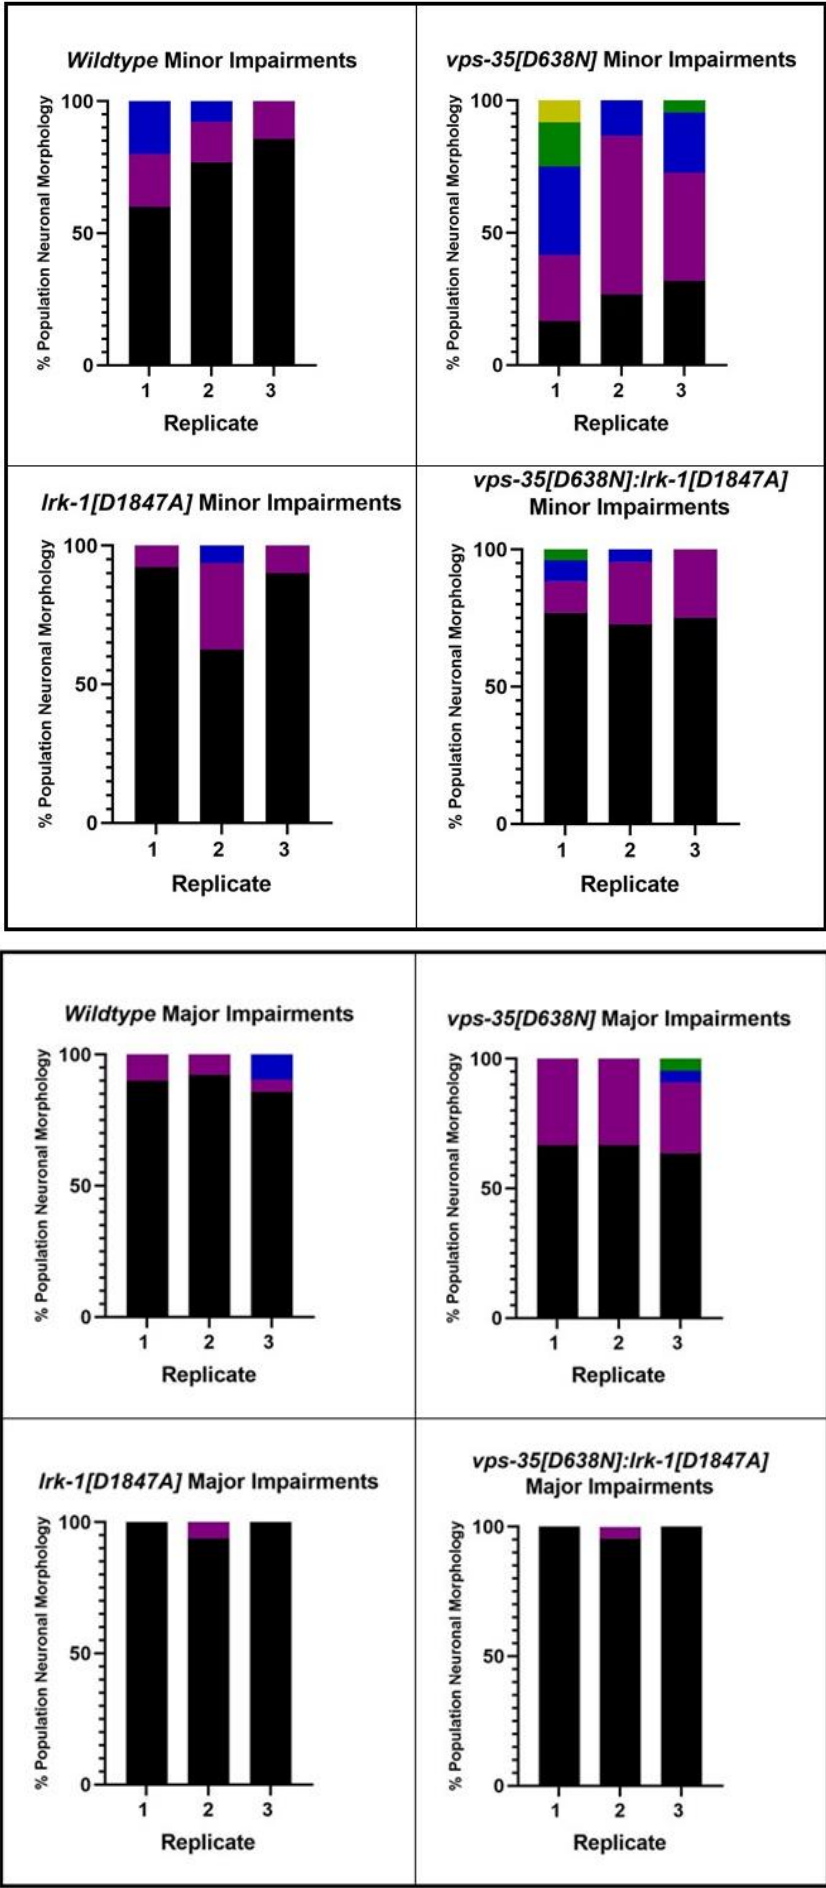 Wildtype Minor Impairments
% Population Neuronal Morphology
100
50
0
1 2 3
Replicate
vps-35[D638N] Minor Impairments
% Population Neuronal Morphology
100
50
0
1 2 3
Replicate
lrk-1[D1847A] Minor Impairments
% Population Neuronal Morphology
100
50
0
1 2 3
Replicate
vps-35[D638N]:lrk-1[D1847A]
Minor Impairments
% Population Neuronal Morphology
100
50
0
1 2 3
Replicate
Wildtype Major Impairments
% Population Neuronal Morphology
100
50
0
1 2 3
Replicate
vps-35[D638N] Major Impairments
% Population Neuronal Morphology
100
50
0
1 2 3
Replicate
lrk-1[D1847A] Major Impairments
% Population Neuronal Morphology
100
50
0
1 2 3
Replicate
vps-35[D638N]:lrk-1[D1847A]
Major Impairments
% Population Neuronal Morphology
100
50
0
1 2 3
Replicate